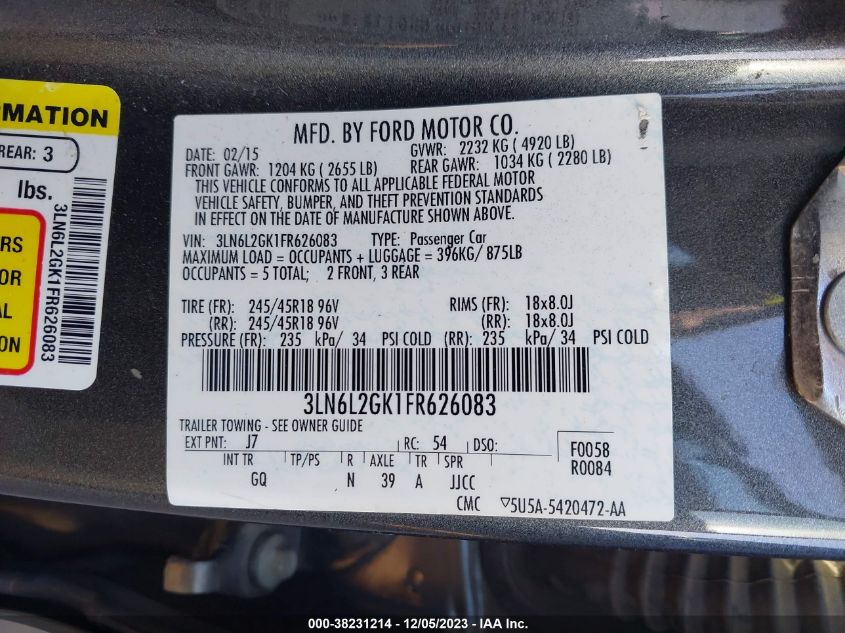 RMATION
REAR: 3
lbs.
RS
OR
AL
ON
3LN6L2GK1FR626083
MFD. BY FORD MOTOR CO.
DATE: 02/15 GVWR: 2232 KG ( 4920 LB)
FRONT GAWR: 1204 KG ( 2655 LB) REAR GAWR: 1034 KG ( 2280 LB)
THIS VEHICLE CONFORMS TO ALL APPLICABLE FEDERAL MOTOR
VEHICLE SAFETY, BUMPER, AND THEFT PREVENTION STANDARDS
IN EFFECT ON THE DATE OF MANUFACTURE SHOWN ABOVE.
VIN: 3LN6L2GK1FR626083 TYPE: Passenger Car
MAXIMUM LOAD = OCCUPANTS + LUGGAGE = 396KG/ 875LB
OCCUPANTS = 5 TOTAL; 2 FRONT, 3 REAR
TIRE (FR): 245/45R18 96V RIMS (FR): 18x8.0J
(RR): 245/45R18 96V (RR): 18x8.0J
PRESSURE (FR): 235 kPa/ 34 PSI COLD (RR): 235 kPa/ 34 PSI COLD
3LN6L2GK1FR626083
TRAILER TOWING - SEE OWNER GUIDE
EXT PNT: J7 RC: 54 DSO: F0058
R0084
INT TR TP/PS R AXLE TR SPR
GQ N 39 A JJCC
CMC ▽5U5A-5420472-AA
000-38231214 - 12/05/2023 - IAA Inc.